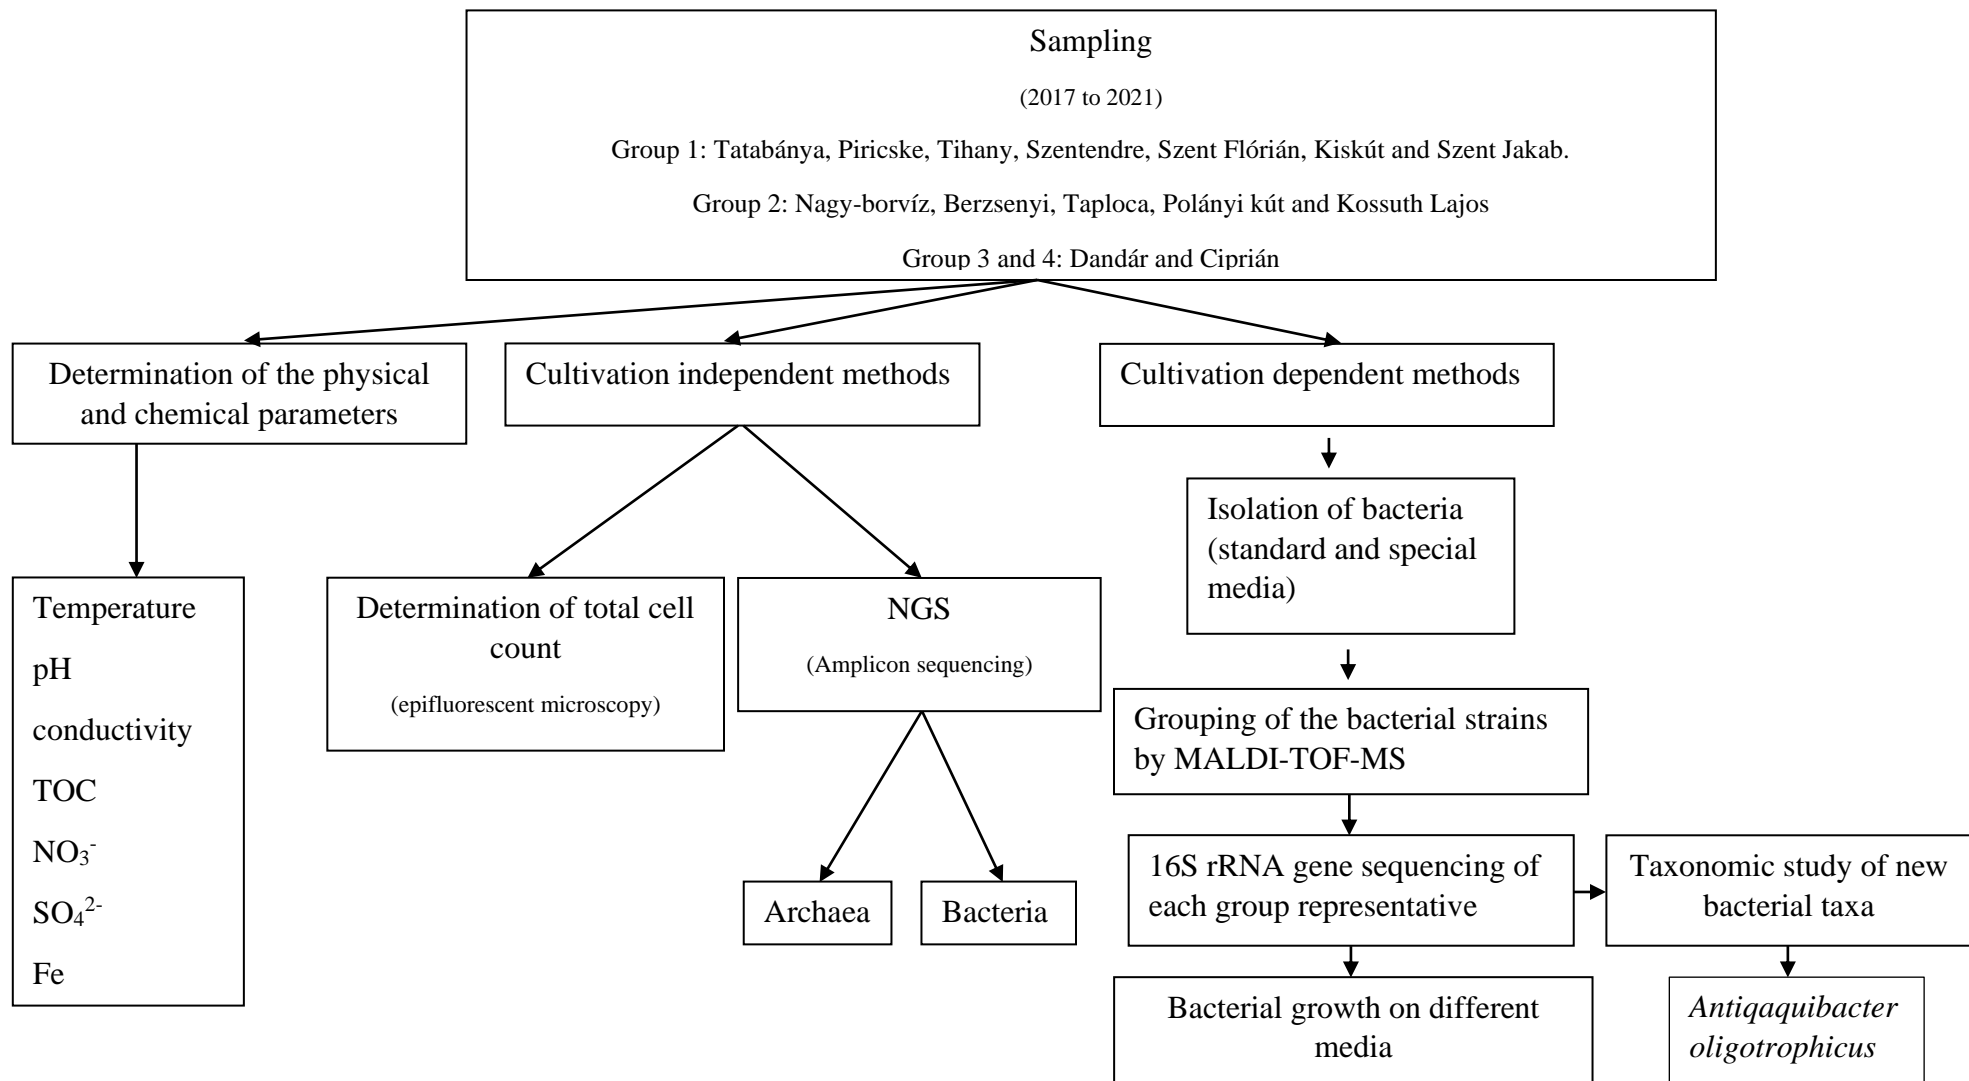 Sampling
(2017 to 2021)
Group 1: Tatabánya, Piricske, Tihany, Szentendre, Szent Flórián, Kiskút and Szent Jakab.
Group 2: Nagy-borvíz, Berzsenyi, Taploca, Polányi kút and Kossuth Lajos
Group 3 and 4: Dandár and Ciprián
Determination of the physical
and chemical parameters
Cultivation independent methods
Cultivation dependent methods
Temperature
pH
conductivity
TOC
NO₃⁻
SO₄²⁻
Fe
Determination of total cell
count
(epifluorescent microscopy)
NGS
(Amplicon sequencing)
Archaea
Bacteria
Isolation of bacteria
(standard and special
media)
Grouping of the bacterial strains
by MALDI-TOF-MS
16S rRNA gene sequencing of
each group representative
Taxonomic study of new
bacterial taxa
Bacterial growth on different
media
Antiqaquibacter
oligotrophicus